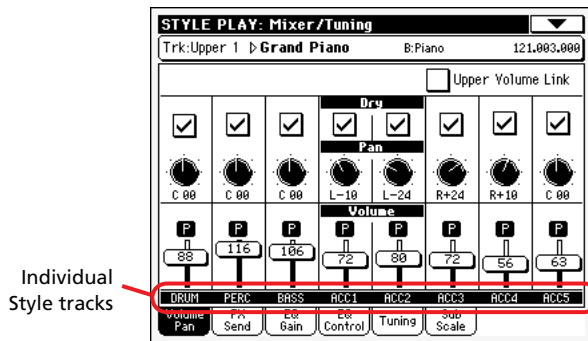 STYLE PLAY: Mixer/Tuning
Trk:Upper 1 ▷Grand Piano B:Piano 121.003.000
Upper Volume Link
Dry
Pan
C 00 C 00 C 00 L-10 L-24 R+24 R+10 C 00
Volume
P P P P P P P P
88 116 106 72 80 72 56 63
Individual
Style tracks
DRUM PERC BASS ACC1 ACC2 ACC3 ACC4 ACC5
Volume Pan
FX Send
EQ Gain
EQ Control
Tuning
Sub Scale